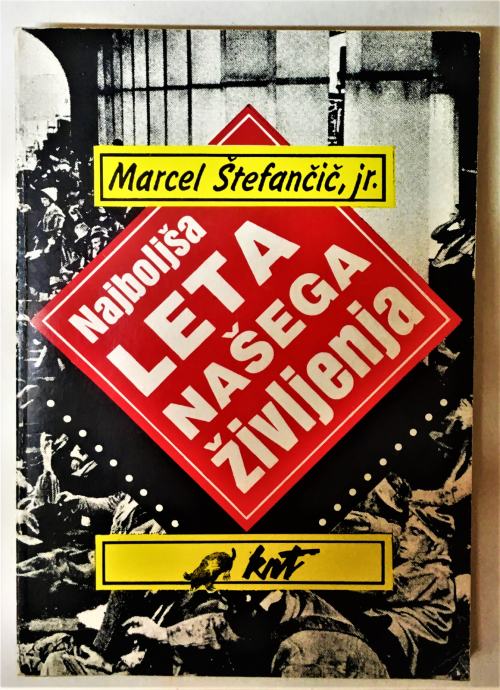 Marcel Štefančič, jr.
Najboljša
LETA
NAŠEGA
življenja
krt